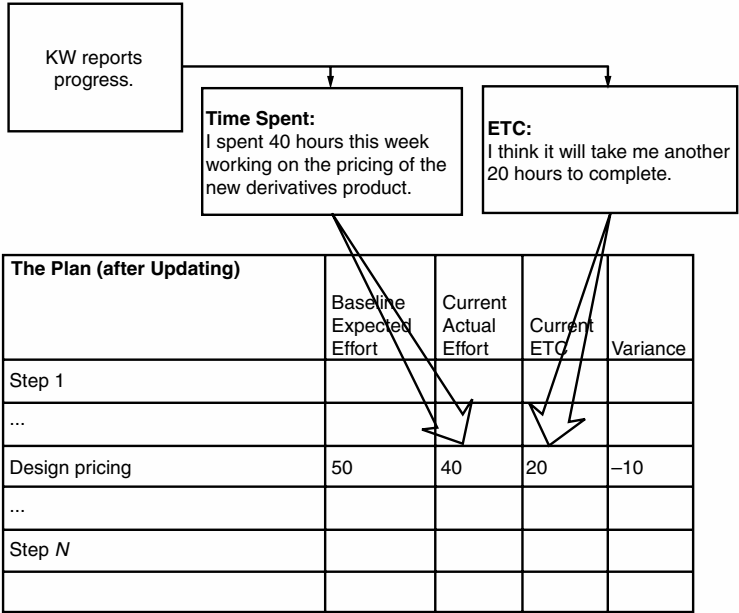 KW reports
progress.
Time Spent:
I spent 40 hours this week
working on the pricing of the
new derivatives product.
ETC:
I think it will take me another
20 hours to complete.
The Plan (after Updating)
Baseline
Expected
Effort
Current
Actual
Effort
Current
ETC
Variance
Step 1
...
Design pricing 50 40 20 –10
...
Step N